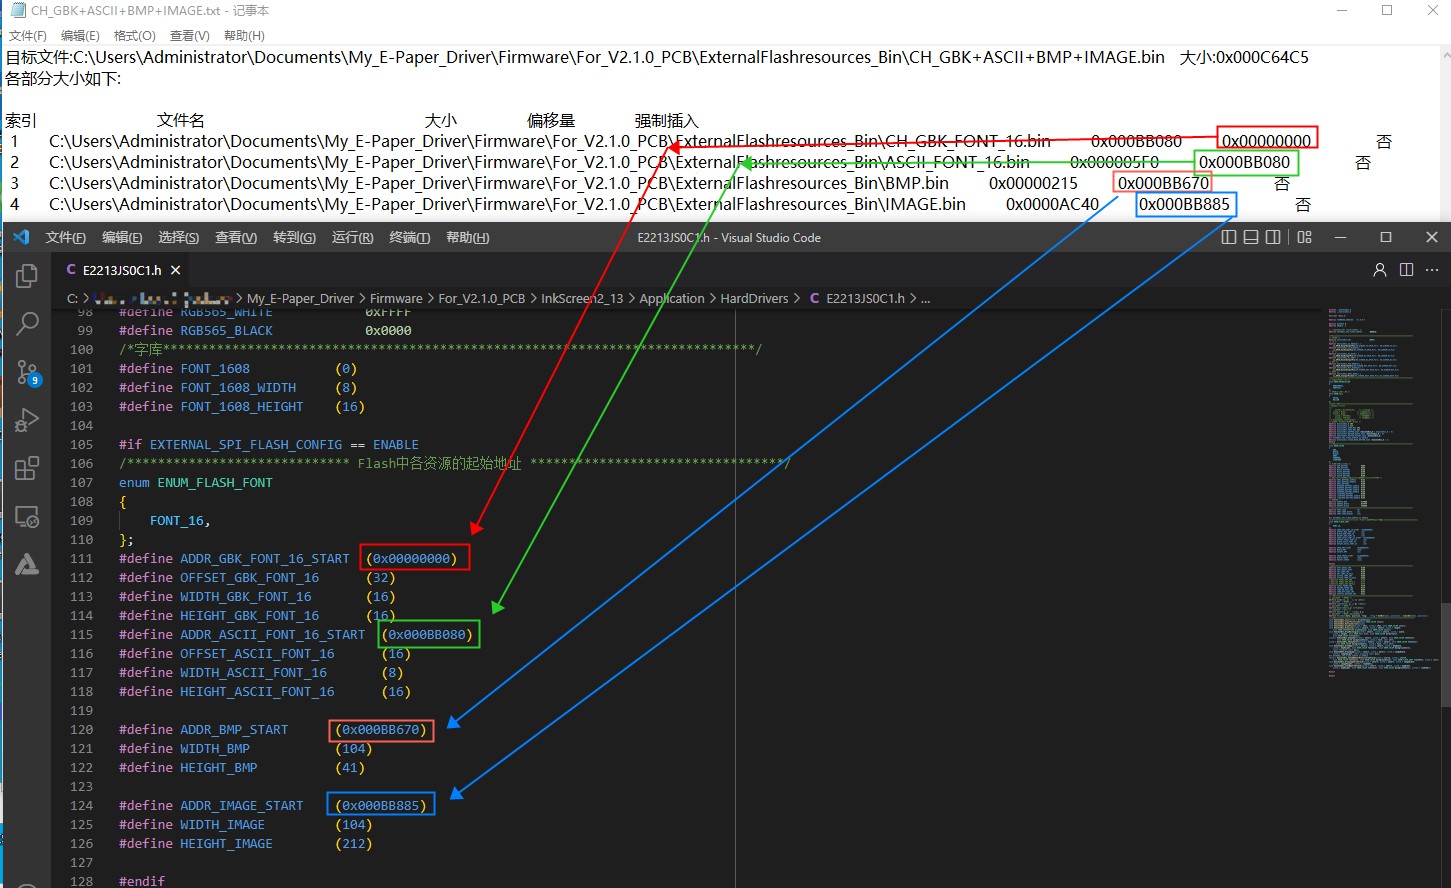 CH_GBK+ASCII+BMP+IMAGE.txt - 记事本
文件(F) 编辑(E) 格式(O) 查看(V) 帮助(H)
目标文件:C:\Users\Administrator\Documents\My_E-Paper_Driver\Firmware\For_V2.1.0_PCB\ExternalFlashresources_Bin\CH_GBK+ASCII+BMP+IMAGE.bin 大小:0x000C64C5
各部分大小如下:
索引 文件名 大小 偏移量 强制插入
1 C:\Users\Administrator\Documents\My_E-Paper_Driver\Firmware\For_V2.1.0_PCB\ExternalFlashresources_Bin\CH_GBK_FONT_16.bin 0x000BB080 0x00000000 否
2 C:\Users\Administrator\Documents\My_E-Paper_Driver\Firmware\For_V2.1.0_PCB\ExternalFlashresources_Bin\ASCII_FONT_16.bin 0x000005F0 0x000BB080 否
3 C:\Users\Administrator\Documents\My_E-Paper_Driver\Firmware\For_V2.1.0_PCB\ExternalFlashresources_Bin\BMP.bin 0x00000215 0x000BB670 否
4 C:\Users\Administrator\Documents\My_E-Paper_Driver\Firmware\For_V2.1.0_PCB\ExternalFlashresources_Bin\IMAGE.bin 0x0000AC40 0x000BB885 否
文件(F) 编辑(E) 选择(S) 查看(V) 转到(G) 运行(R) 终端(T) 帮助(H) E2213JS0C1.h - Visual Studio Code
C E2213JS0C1.h
C: > My_E-Paper_Driver > Firmware > For_V2.1.0_PCB > InkScreen2_13 > Application > HardDrivers > C E2213JS0C1.h > ...
98 #define RGB565_WHITE 0xFFFF
99 #define RGB565_BLACK 0x0000
100 /*字库*****************************************************************************/
101 #define FONT_1608 (0)
102 #define FONT_1608_WIDTH (8)
103 #define FONT_1608_HEIGHT (16)
104
105 #if EXTERNAL_SPI_FLASH_CONFIG == ENABLE
106 /***************************** Flash中各资源的起始地址 *********************************/
107 enum ENUM_FLASH_FONT
108 {
109 FONT_16,
110 };
111 #define ADDR_GBK_FONT_16_START (0x00000000)
112 #define OFFSET_GBK_FONT_16 (32)
113 #define WIDTH_GBK_FONT_16 (16)
114 #define HEIGHT_GBK_FONT_16 (16)
115 #define ADDR_ASCII_FONT_16_START (0x000BB080)
116 #define OFFSET_ASCII_FONT_16 (16)
117 #define WIDTH_ASCII_FONT_16 (8)
118 #define HEIGHT_ASCII_FONT_16 (16)
119
120 #define ADDR_BMP_START (0x000BB670)
121 #define WIDTH_BMP (104)
122 #define HEIGHT_BMP (41)
123
124 #define ADDR_IMAGE_START (0x000BB885)
125 #define WIDTH_IMAGE (104)
126 #define HEIGHT_IMAGE (212)
127
128 #endif
9